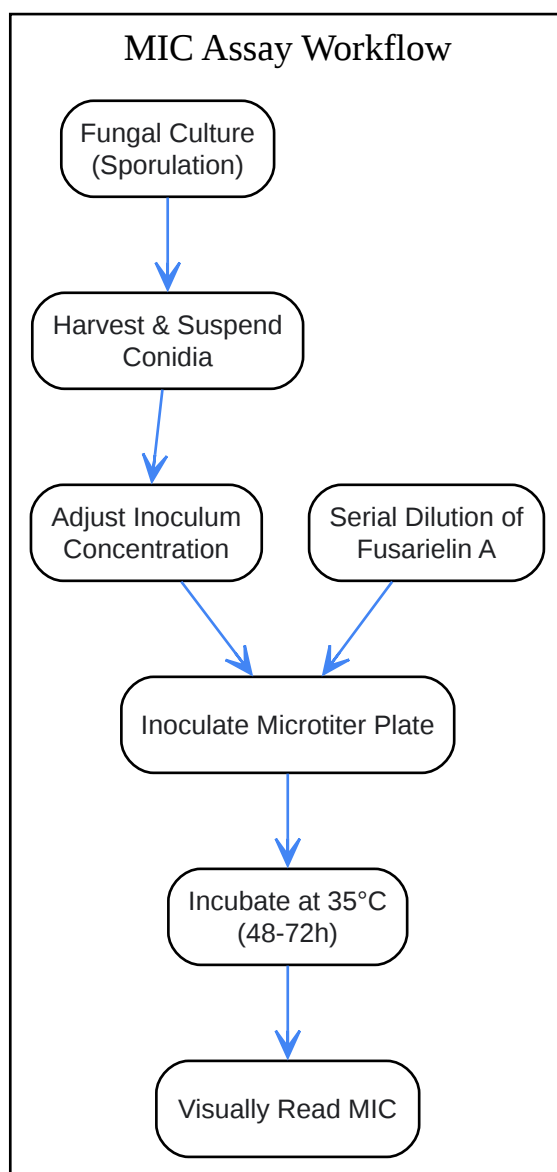 MIC Assay Workflow
Fungal Culture
(Sporulation)
Harvest & Suspend
Conidia
Adjust Inoculum
Concentration
Serial Dilution of
Fusarielin A
Inoculate Microtiter Plate
Incubate at 35°C
(48-72h)
Visually Read MIC